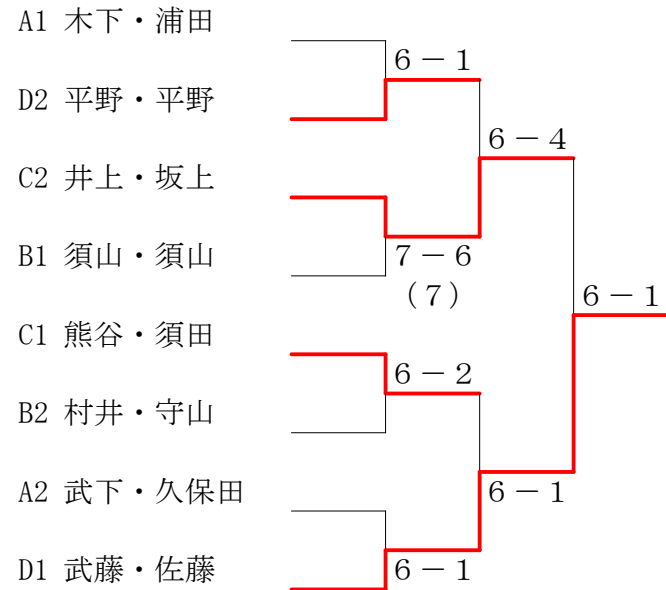 A1 木下・浦田
6－1
D2 平野・平野
6－4
C2 井上・坂上
B1 須山・須山
7－6
(7)
6－1
C1 熊谷・須田
6－2
B2 村井・守山
A2 武下・久保田
6－1
D1 武藤・佐藤
6－1